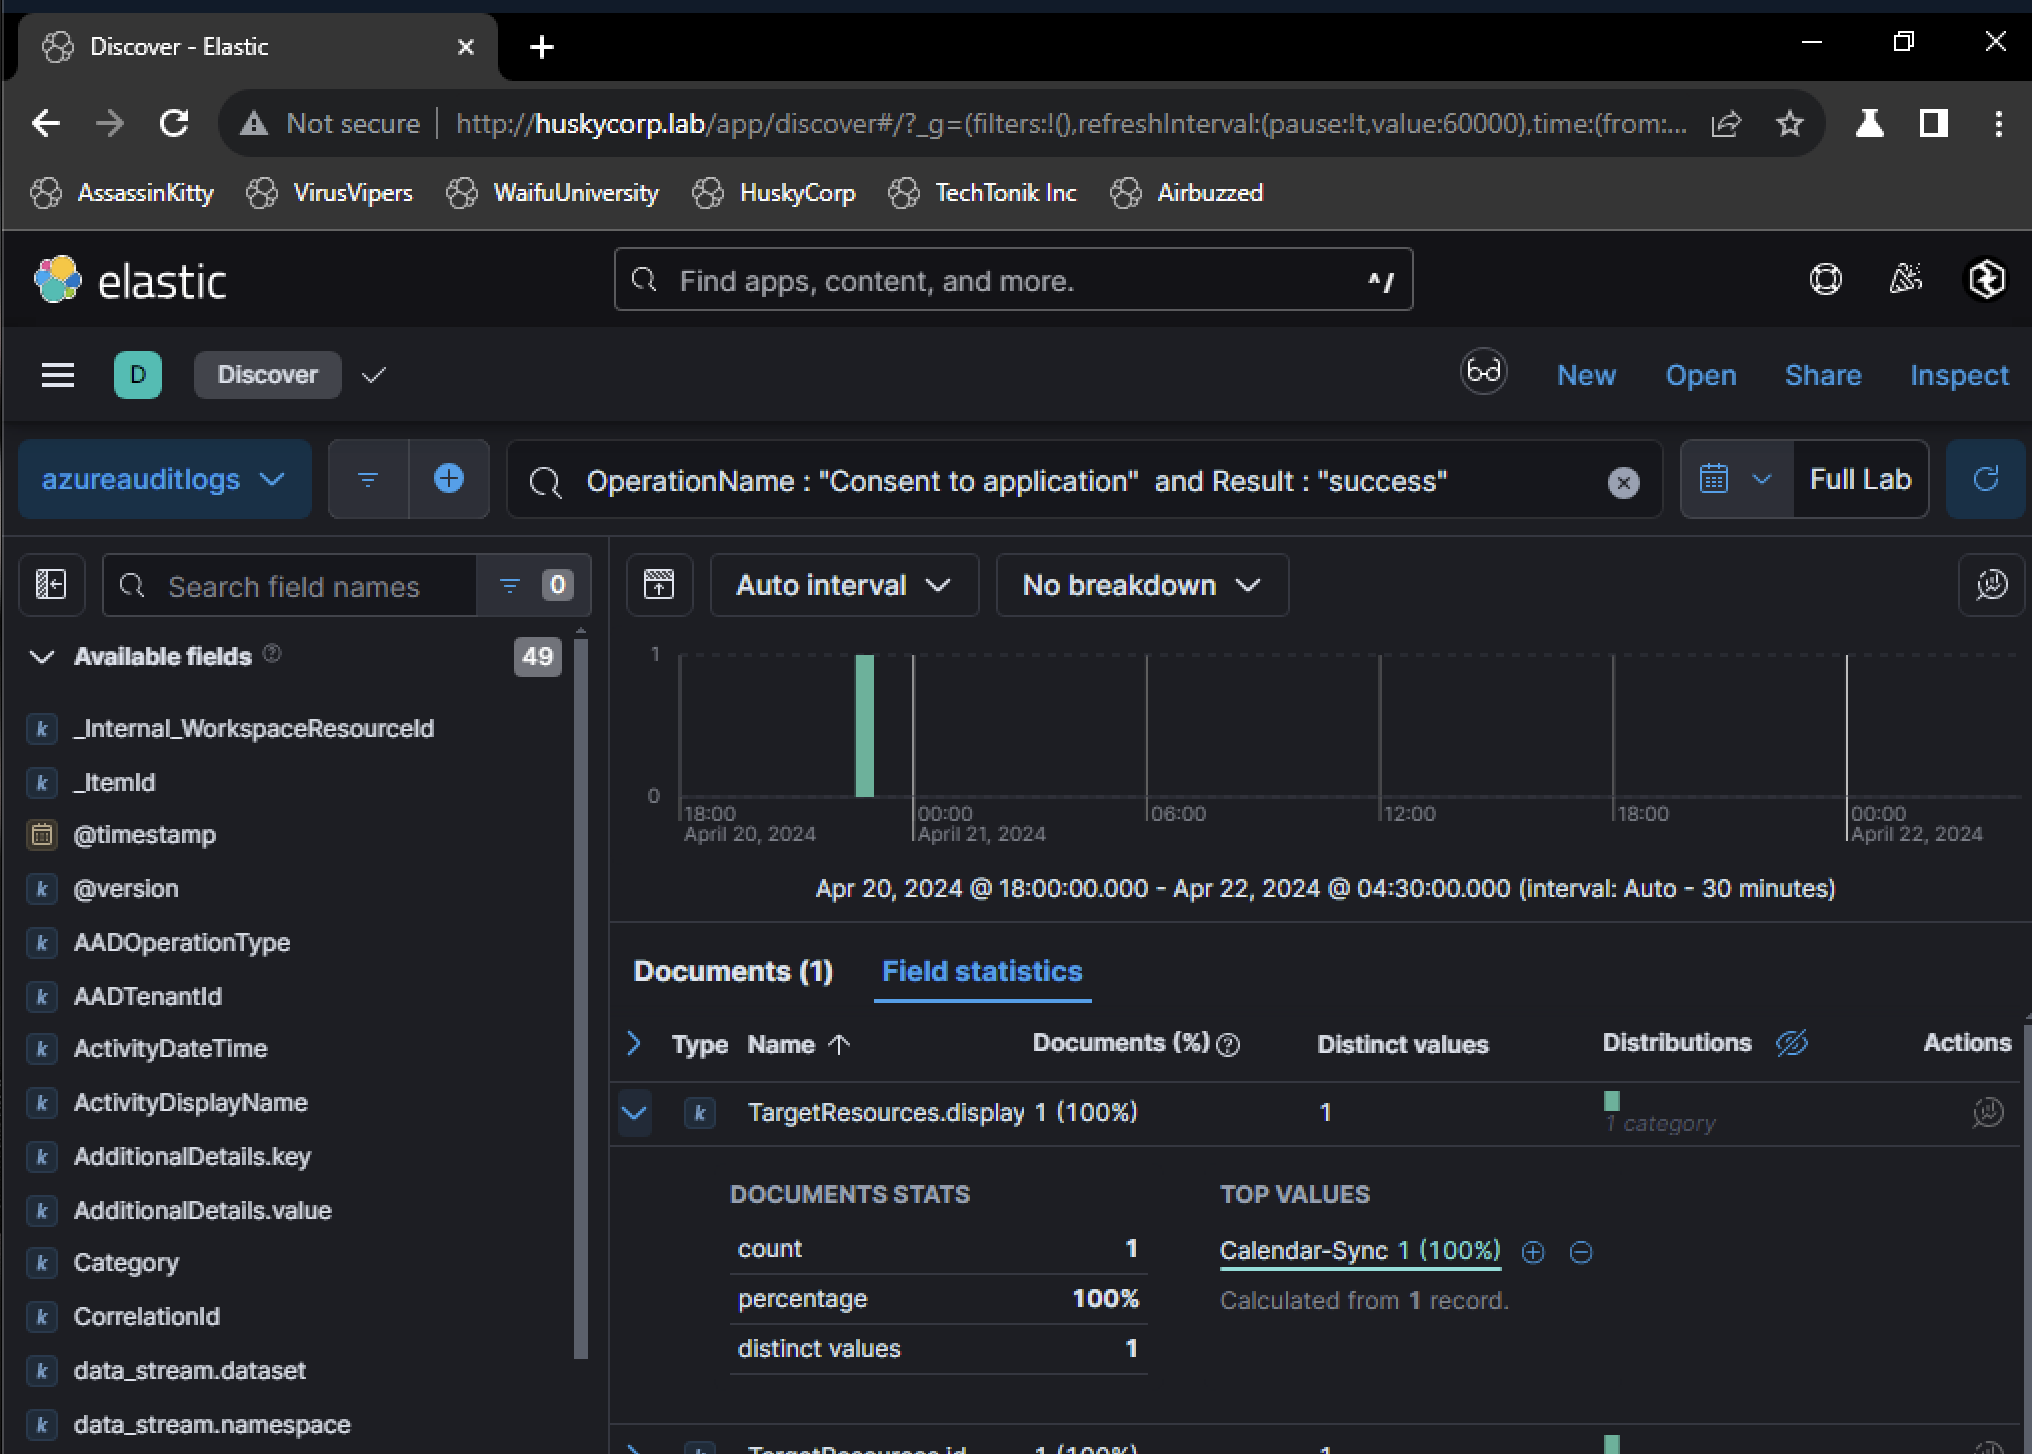 Discover - Elastic
Not secure http://huskycorp.lab/app/discover#/?_g=(filters:!(),refreshInterval:(pause:!t,value:60000),time:(from:...
AssassinKitty VirusVipers WaifuUniversity HuskyCorp TechTonik Inc Airbuzzed
elastic Find apps, content, and more. ^/
D Discover New Open Share Inspect
azureauditlogs OperationName : "Consent to application" and Result : "success" Full Lab
Search field names 0 Auto interval No breakdown
Available fields 49
_Internal_WorkspaceResourceId
_ItemId
@timestamp
@version
AADOperationType
AADTenantId
ActivityDateTime
ActivityDisplayName
AdditionalDetails.key
AdditionalDetails.value
Category
CorrelationId
data_stream.dataset
data_stream.namespace
1
0
18:00 00:00 06:00 12:00 18:00 00:00
April 20, 2024 April 21, 2024 April 22, 2024
Apr 20, 2024 @ 18:00:00.000 - Apr 22, 2024 @ 04:30:00.000 (interval: Auto - 30 minutes)
Documents (1) Field statistics
Type Name Documents (%) Distinct values Distributions Actions
k TargetResources.display 1 (100%) 1
1 category
DOCUMENTS STATS TOP VALUES
count 1 Calendar-Sync 1 (100%)
percentage 100% Calculated from 1 record.
distinct values 1
TargetResources.id 1 (100%) 1